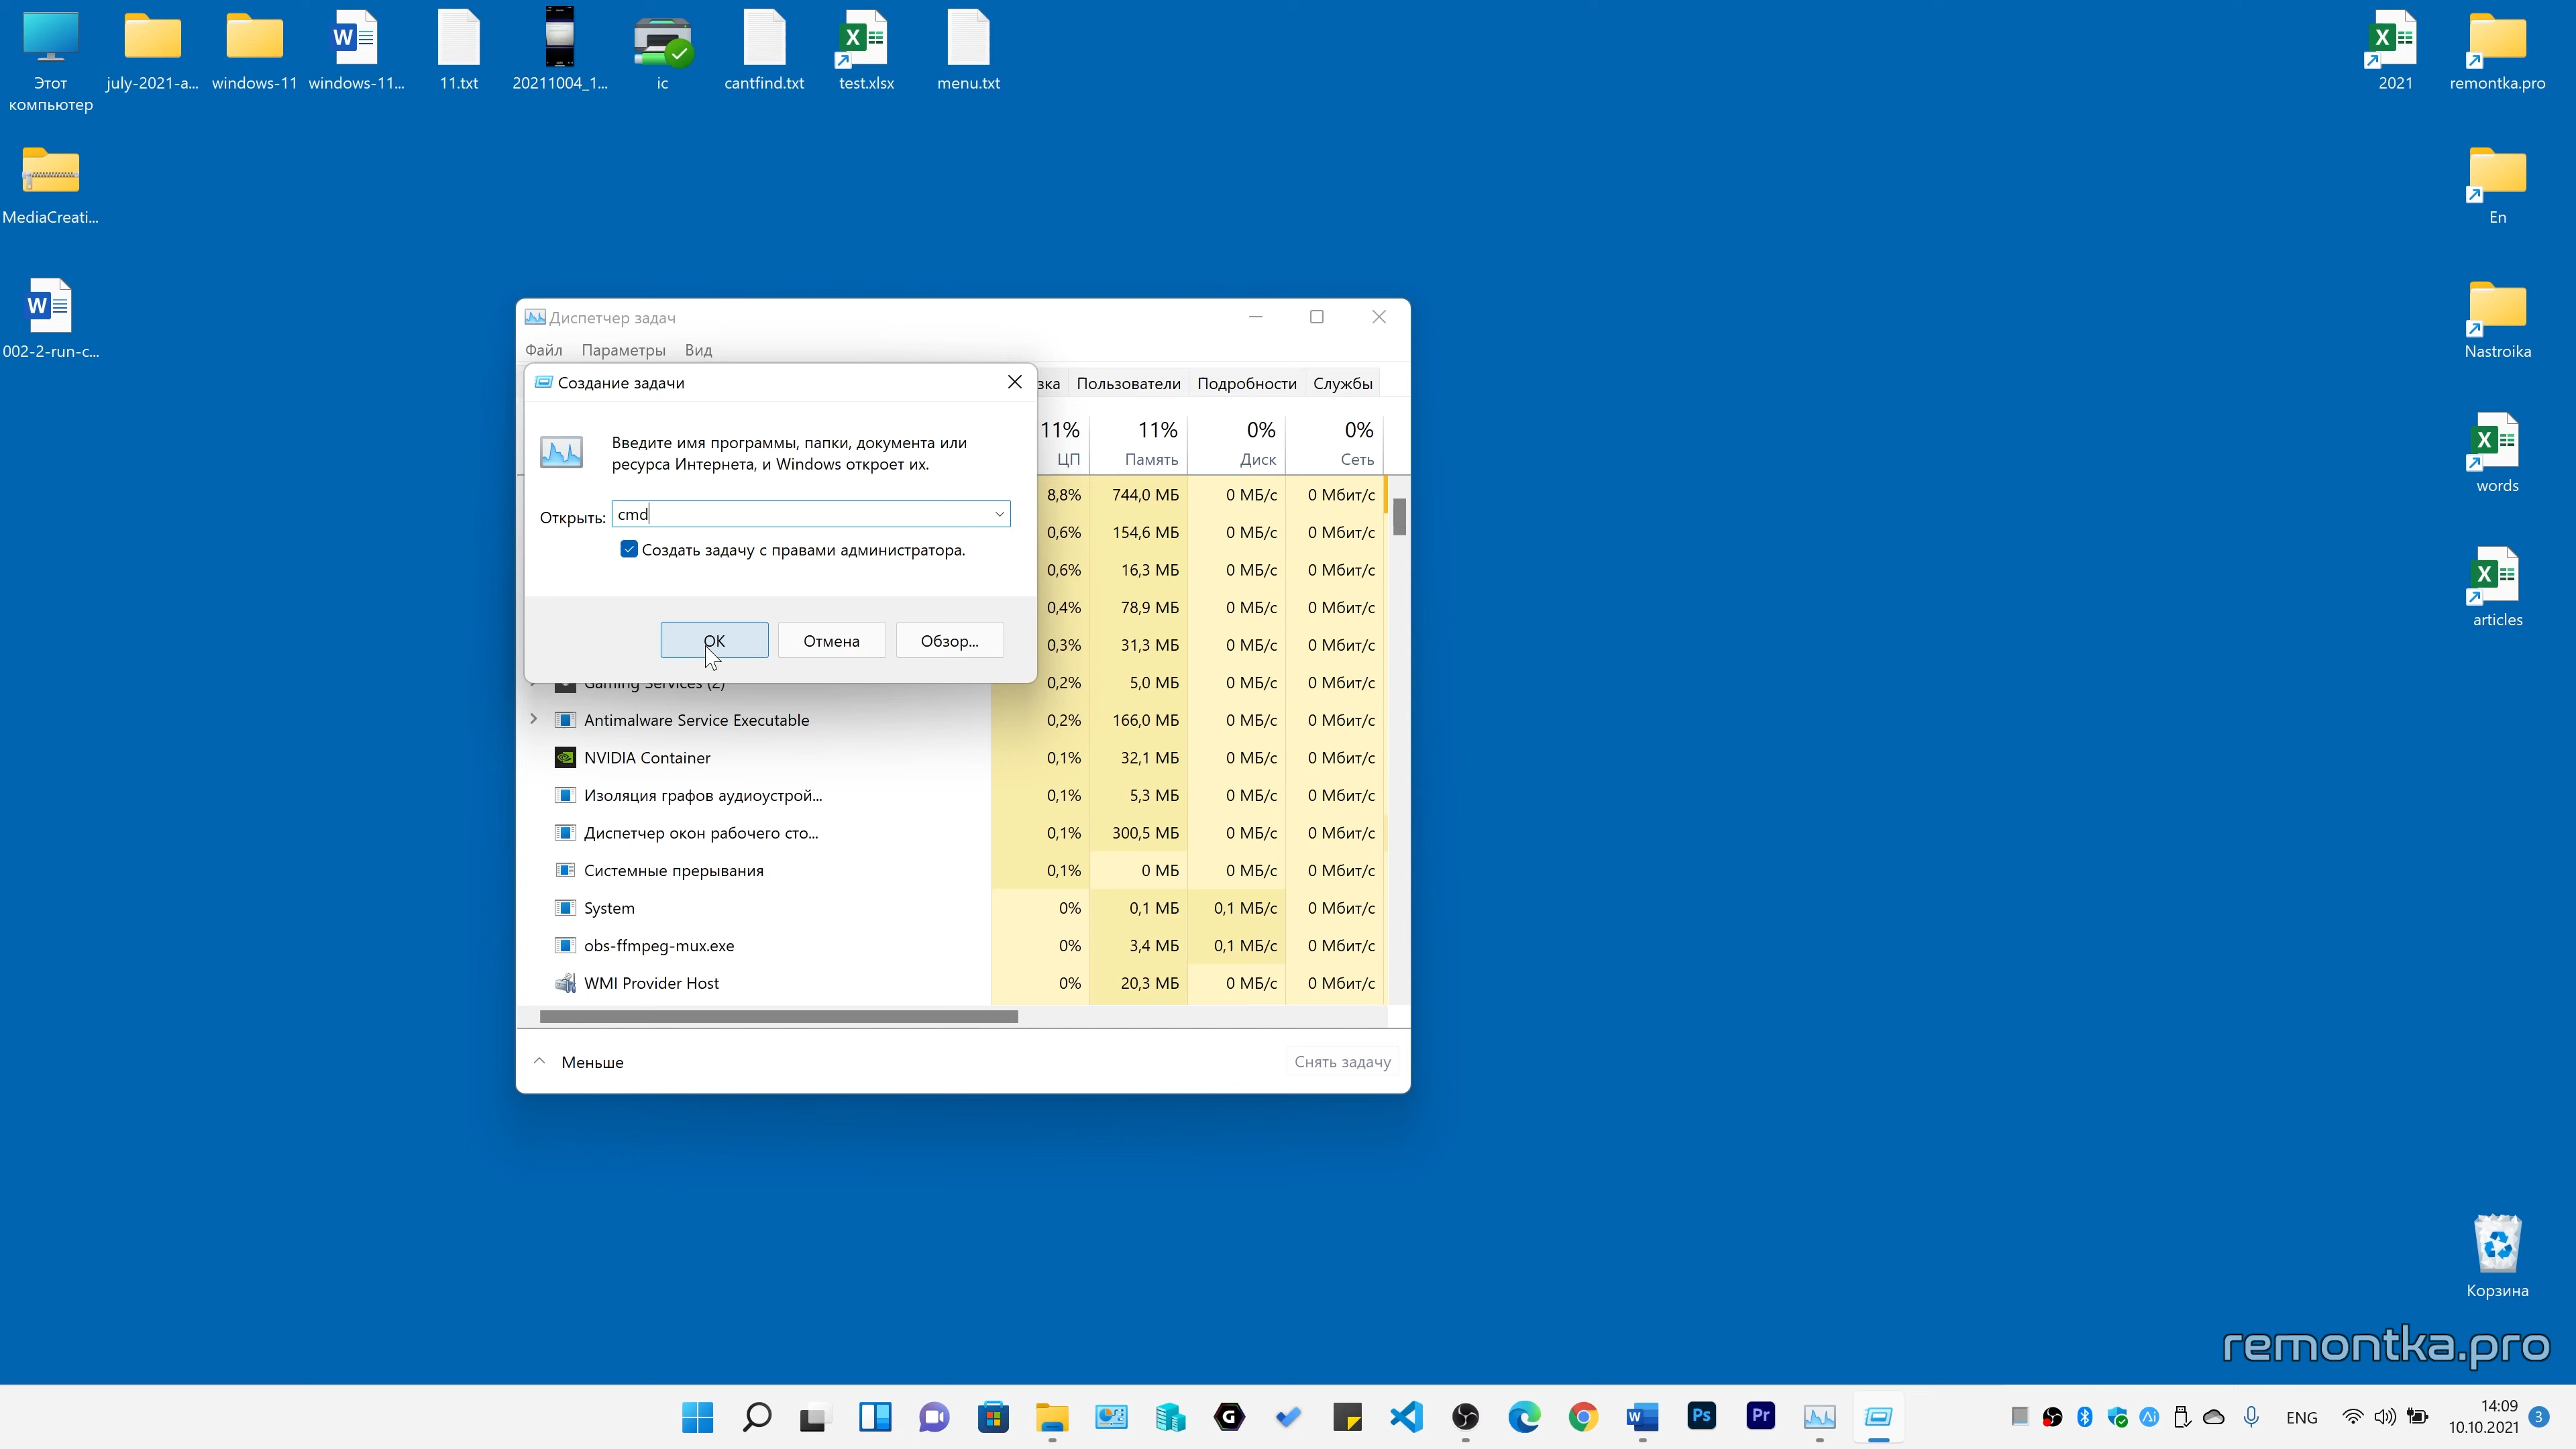 Этот
компьютер
july-2021-a...
windows-11
windows-11...
11.txt
20211004_1...
ic
cantfind.txt
test.xlsx
menu.txt
2021
remontka.pro
MediaCreati...
En
002-2-run-c...
Nastroika
words
articles
Диспетчер задач
Файл Параметры Вид
Создание задачи
Введите имя программы, папки, документа или
ресурса Интернета, и Windows откроет их.
Открыть: cmd
Создать задачу с правами администратора.
ОК Отмена Обзор...
зка Пользователи Подробности Службы
11% 11% 0% 0%
ЦП Память Диск Сеть
8,8% 744,0 МБ 0 МБ/с 0 Мбит/с
0,6% 154,6 МБ 0 МБ/с 0 Мбит/с
0,6% 16,3 МБ 0 МБ/с 0 Мбит/с
0,4% 78,9 МБ 0 МБ/с 0 Мбит/с
0,3% 31,3 МБ 0 МБ/с 0 Мбит/с
Gaming Services (2) 0,2% 5,0 МБ 0 МБ/с 0 Мбит/с
Antimalware Service Executable 0,2% 166,0 МБ 0 МБ/с 0 Мбит/с
NVIDIA Container 0,1% 32,1 МБ 0 МБ/с 0 Мбит/с
Изоляция графов аудиоустрой... 0,1% 5,3 МБ 0 МБ/с 0 Мбит/с
Диспетчер окон рабочего сто... 0,1% 300,5 МБ 0 МБ/с 0 Мбит/с
Системные прерывания 0,1% 0 МБ 0 МБ/с 0 Мбит/с
System 0% 0,1 МБ 0,1 МБ/с 0 Мбит/с
obs-ffmpeg-mux.exe 0% 3,4 МБ 0,1 МБ/с 0 Мбит/с
WMI Provider Host 0% 20,3 МБ 0 МБ/с 0 Мбит/с
Меньше Снять задачу
Корзина
remontka.pro
ENG
14:09
10.10.2021
3